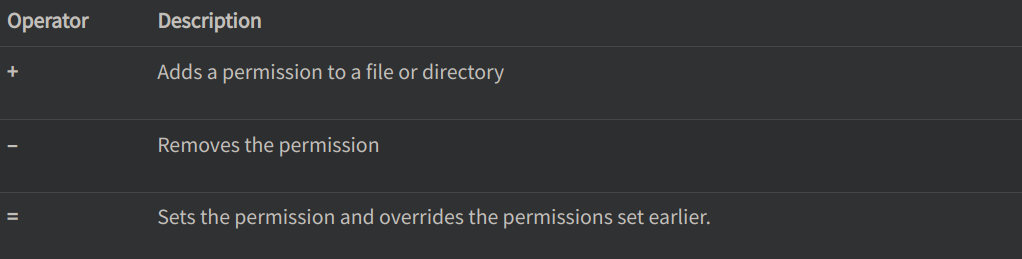 Operator Description
+ Adds a permission to a file or directory
– Removes the permission
= Sets the permission and overrides the permissions set earlier.